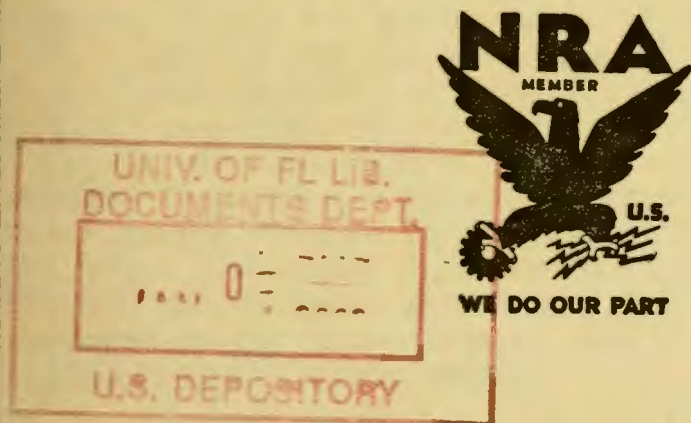 NRA
MEMBER
U.S.
WE DO OUR PART
UNIV. OF FL LIB.
DOCUMENTS DEPT.
U.S. DEPOSITORY